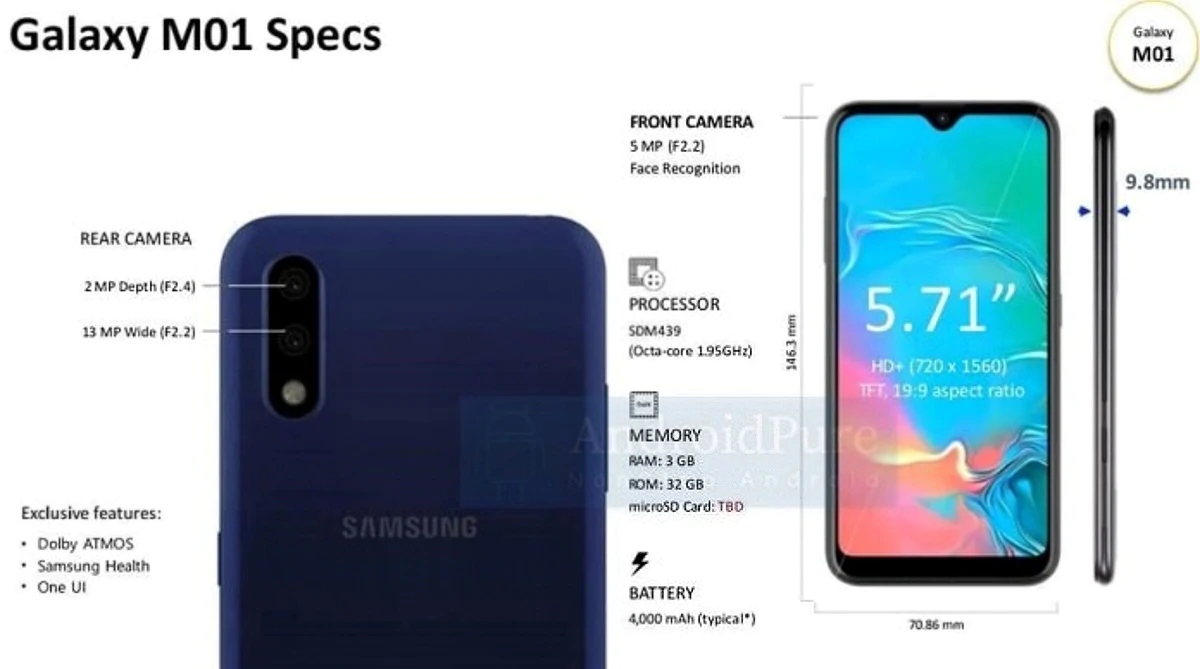 Galaxy M01 Specs
Galaxy
M01
FRONT CAMERA
5 MP (F2.2)
Face Recognition
9.8mm
REAR CAMERA
2 MP Depth (F2.4)
13 MP Wide (F2.2)
PROCESSOR
SDM439
(Octa-core 1.95GHz)
146.3 mm
5.71”
HD+ (720 x 1560)
TFT, 19:9 aspect ratio
AndroidPure
MEMORY
RAM: 3 GB
ROM: 32 GB
microSD Card: TBD
SAMSUNG
Exclusive features:
• Dolby ATMOS
• Samsung Health
• One UI
BATTERY
4,000 mAh (typical*)
70.86 mm